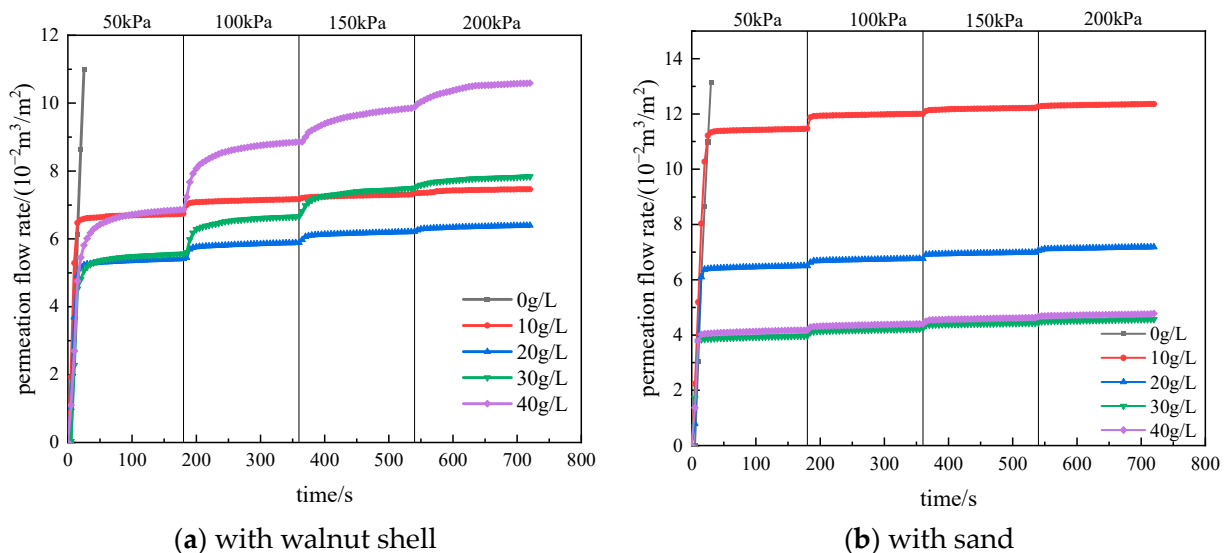 50kPa 100kPa 150kPa 200kPa
12
10
8
6
4
2
0
permeation flow rate/(10⁻²m³/m²)
0g/L
10g/L
20g/L
30g/L
40g/L
0 100 200 300 400 500 600 700 800
time/s
(a) with walnut shell
50kPa 100kPa 150kPa 200kPa
14
12
10
8
6
4
2
0
permeation flow rate/(10⁻²m³/m²)
0g/L
10g/L
20g/L
30g/L
40g/L
0 100 200 300 400 500 600 700 800
time/s
(b) with sand